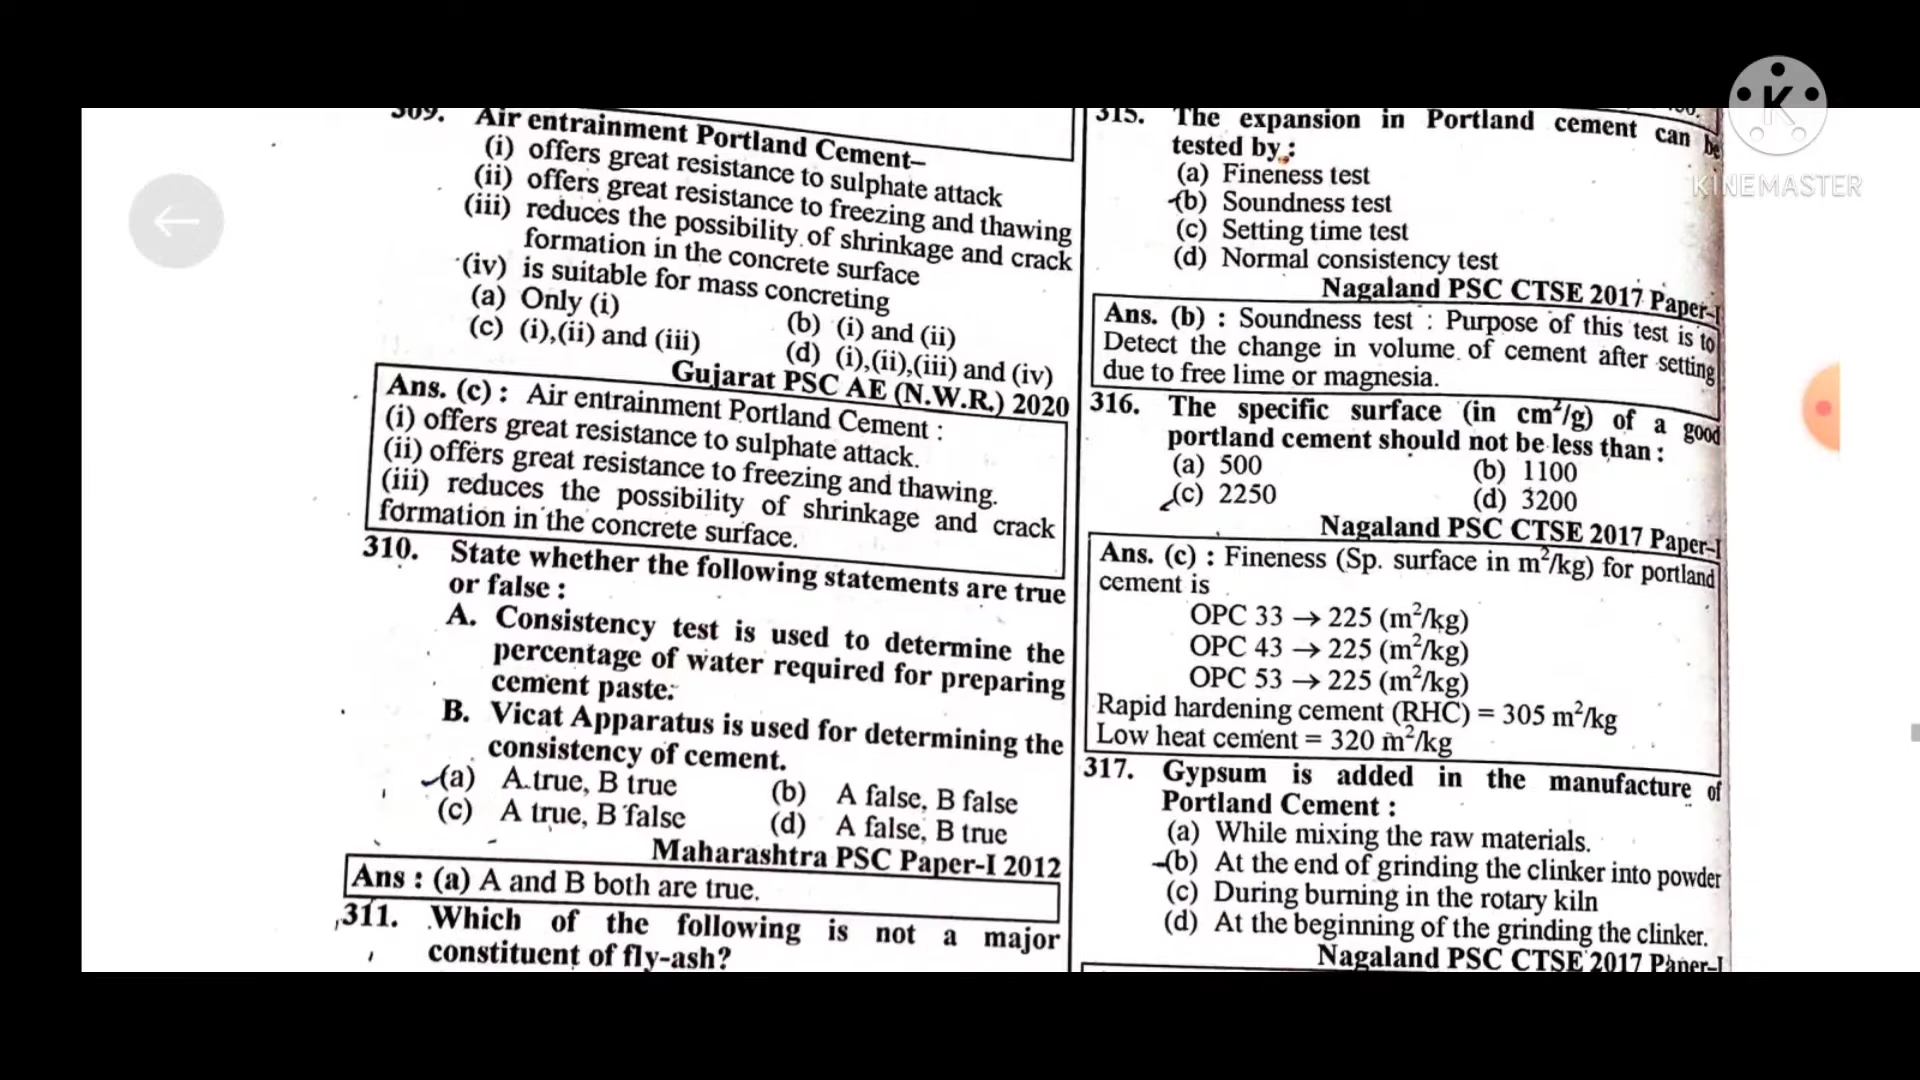 309. Air entrainment Portland Cement–
(i) offers great resistance to sulphate attack
(ii) offers great resistance to freezing and thawing
(iii) reduces the possibility of shrinkage and crack
formation in the concrete surface
(iv) is suitable for mass concreting
(a) Only (i) (b) (i) and (ii)
(c) (i),(ii) and (iii) (d) (i),(ii),(iii) and (iv)
Gujarat PSC AE (N.W.R.) 2020
Ans. (c) : Air entrainment Portland Cement :
(i) offers great resistance to sulphate attack.
(ii) offers great resistance to freezing and thawing.
(iii) reduces the possibility of shrinkage and crack
formation in the concrete surface.
310. State whether the following statements are true
or false :
A. Consistency test is used to determine the
percentage of water required for preparing
cement paste.
B. Vicat Apparatus is used for determining the
consistency of cement.
(a) A true, B true (b) A false, B false
(c) A true, B false (d) A false, B true
Maharashtra PSC Paper-I 2012
Ans : (a) A and B both are true.
311. Which of the following is not a major
constituent of fly-ash?
315. The expansion in Portland cement can be
tested by :
(a) Fineness test
(b) Soundness test
(c) Setting time test
(d) Normal consistency test
Nagaland PSC CTSE 2017 Paper-I
Ans. (b) : Soundness test : Purpose of this test is to
Detect the change in volume of cement after setting
due to free lime or magnesia.
316. The specific surface (in cm²/g) of a good
portland cement should not be less than :
(a) 500 (b) 1100
(c) 2250 (d) 3200
Nagaland PSC CTSE 2017 Paper-I
Ans. (c) : Fineness (Sp. surface in m²/kg) for portland
cement is
OPC 33 → 225 (m²/kg)
OPC 43 → 225 (m²/kg)
OPC 53 → 225 (m²/kg)
Rapid hardening cement (RHC) = 305 m²/kg
Low heat cement = 320 m²/kg
317. Gypsum is added in the manufacture of
Portland Cement :
(a) While mixing the raw materials.
(b) At the end of grinding the clinker into powder
(c) During burning in the rotary kiln
(d) At the beginning of the grinding the clinker.
Nagaland PSC CTSE 2017 Paper-I
K
KINEMASTER